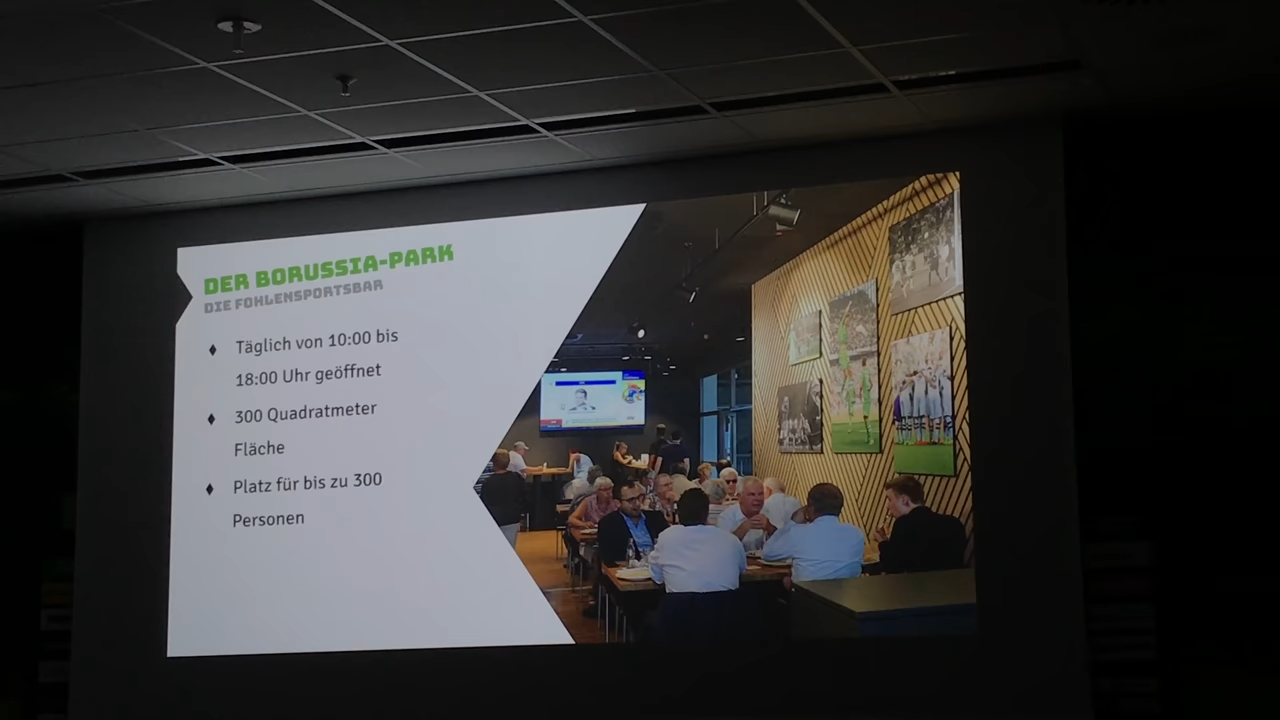 DER BORUSSIA-PARK
DIE FOHLENSPORTSBAR
Täglich von 10:00 bis
18:00 Uhr geöffnet
300 Quadratmeter
Fläche
Platz für bis zu 300
Personen